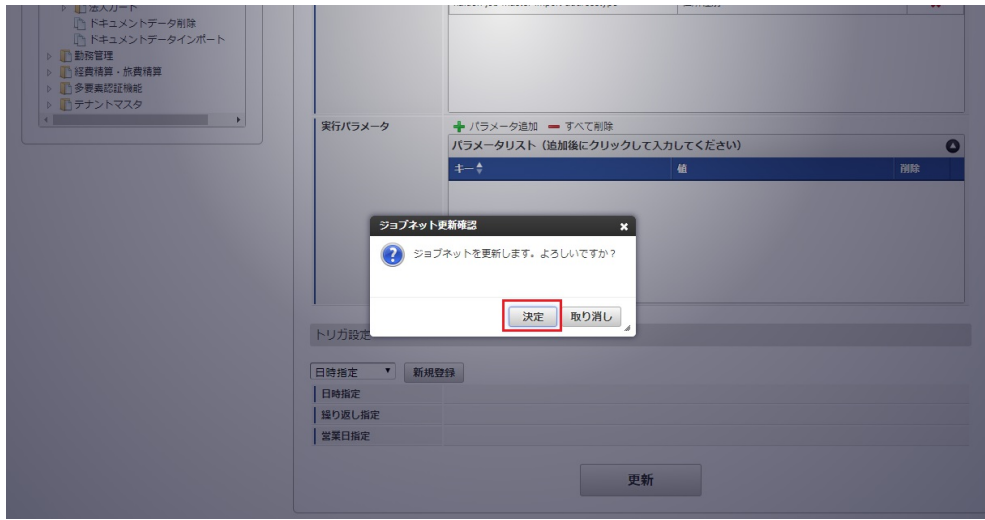 法人カード
ドキュメントデータ削除
ドキュメントデータインポート
勤務管理
経費精算・旅費精算
多要素認証機能
テナントマスタ
実行パラメータ
パラメータ追加 すべて削除
パラメータリスト（追加後にクリックして入力してください）
キー 値 削除
ジョブネット更新確認
ジョブネットを更新します。よろしいですか？
決定 取り消し
トリガ設定
日時指定 新規登録
日時指定
繰り返し指定
営業日指定
更新